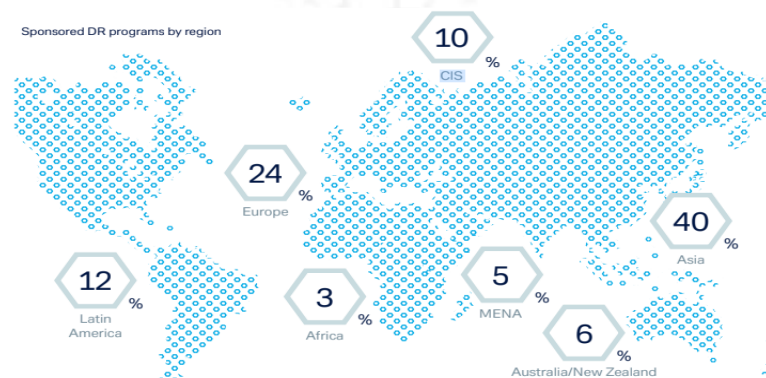 Sponsored DR programs by region
10 %
CIS
24 %
Europe
40 %
Asia
12 %
Latin
America
5 %
MENA
3 %
Africa
6 %
Australia/New Zealand